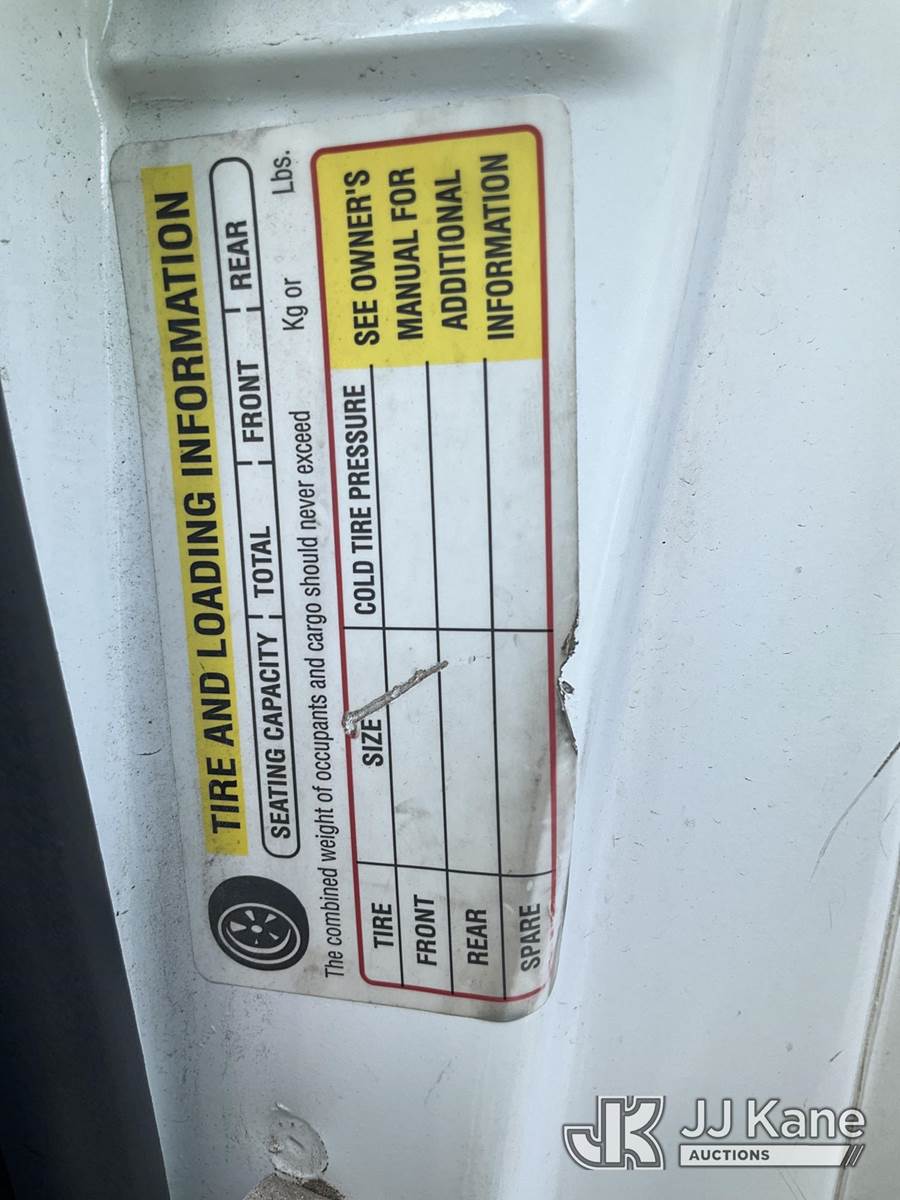 TIRE AND LOADING INFORMATION
SEATING CAPACITY TOTAL FRONT REAR
The combined weight of occupants and cargo should never exceed Kg or Lbs.
TIRE SIZE COLD TIRE PRESSURE
FRONT
REAR
SPARE
SEE OWNER'S
MANUAL FOR
ADDITIONAL
INFORMATION
JK JJ Kane
AUCTIONS